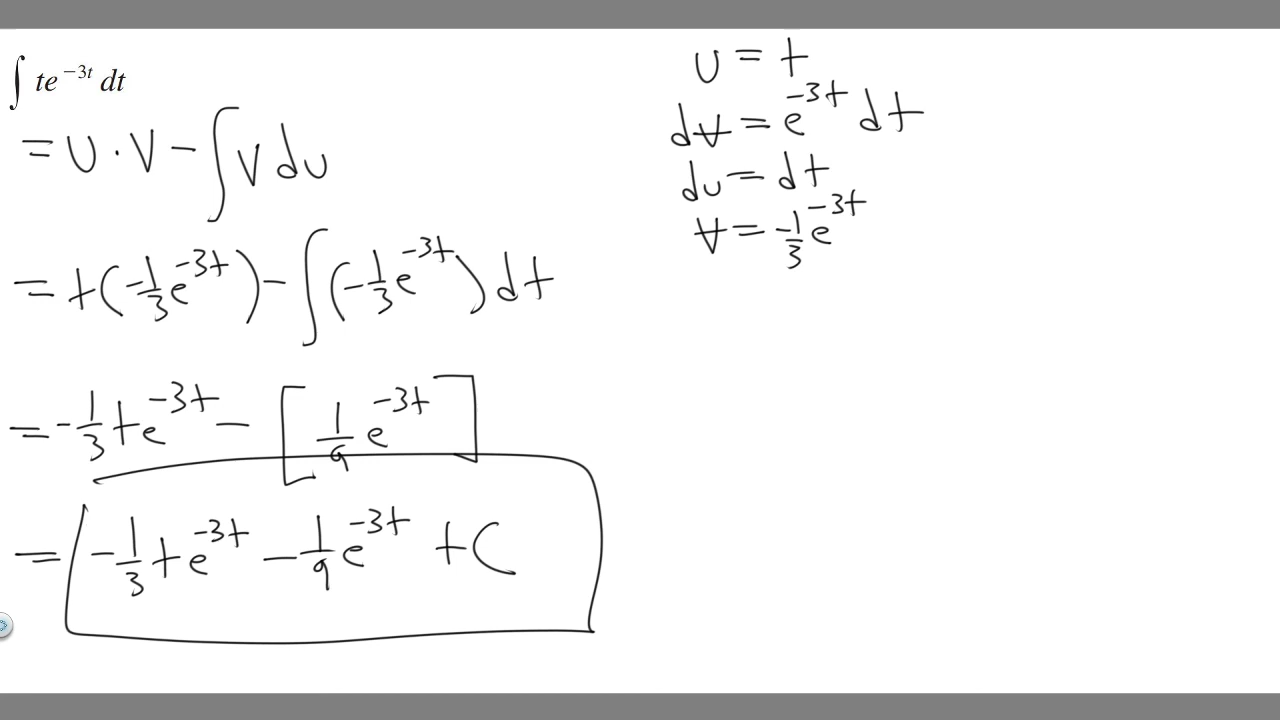 ∫ te^{-3t} dt
= U · V - ∫ V du
= t(-1/3 e^{-3t}) - ∫ (-1/3 e^{-3t}) dt
= -1/3 te^{-3t} - [1/9 e^{-3t}]
= -1/3 te^{-3t} - 1/9 e^{-3t} + C
U = t
dV = e^{-3t} dt
du = dt
V = -1/3 e^{-3t}